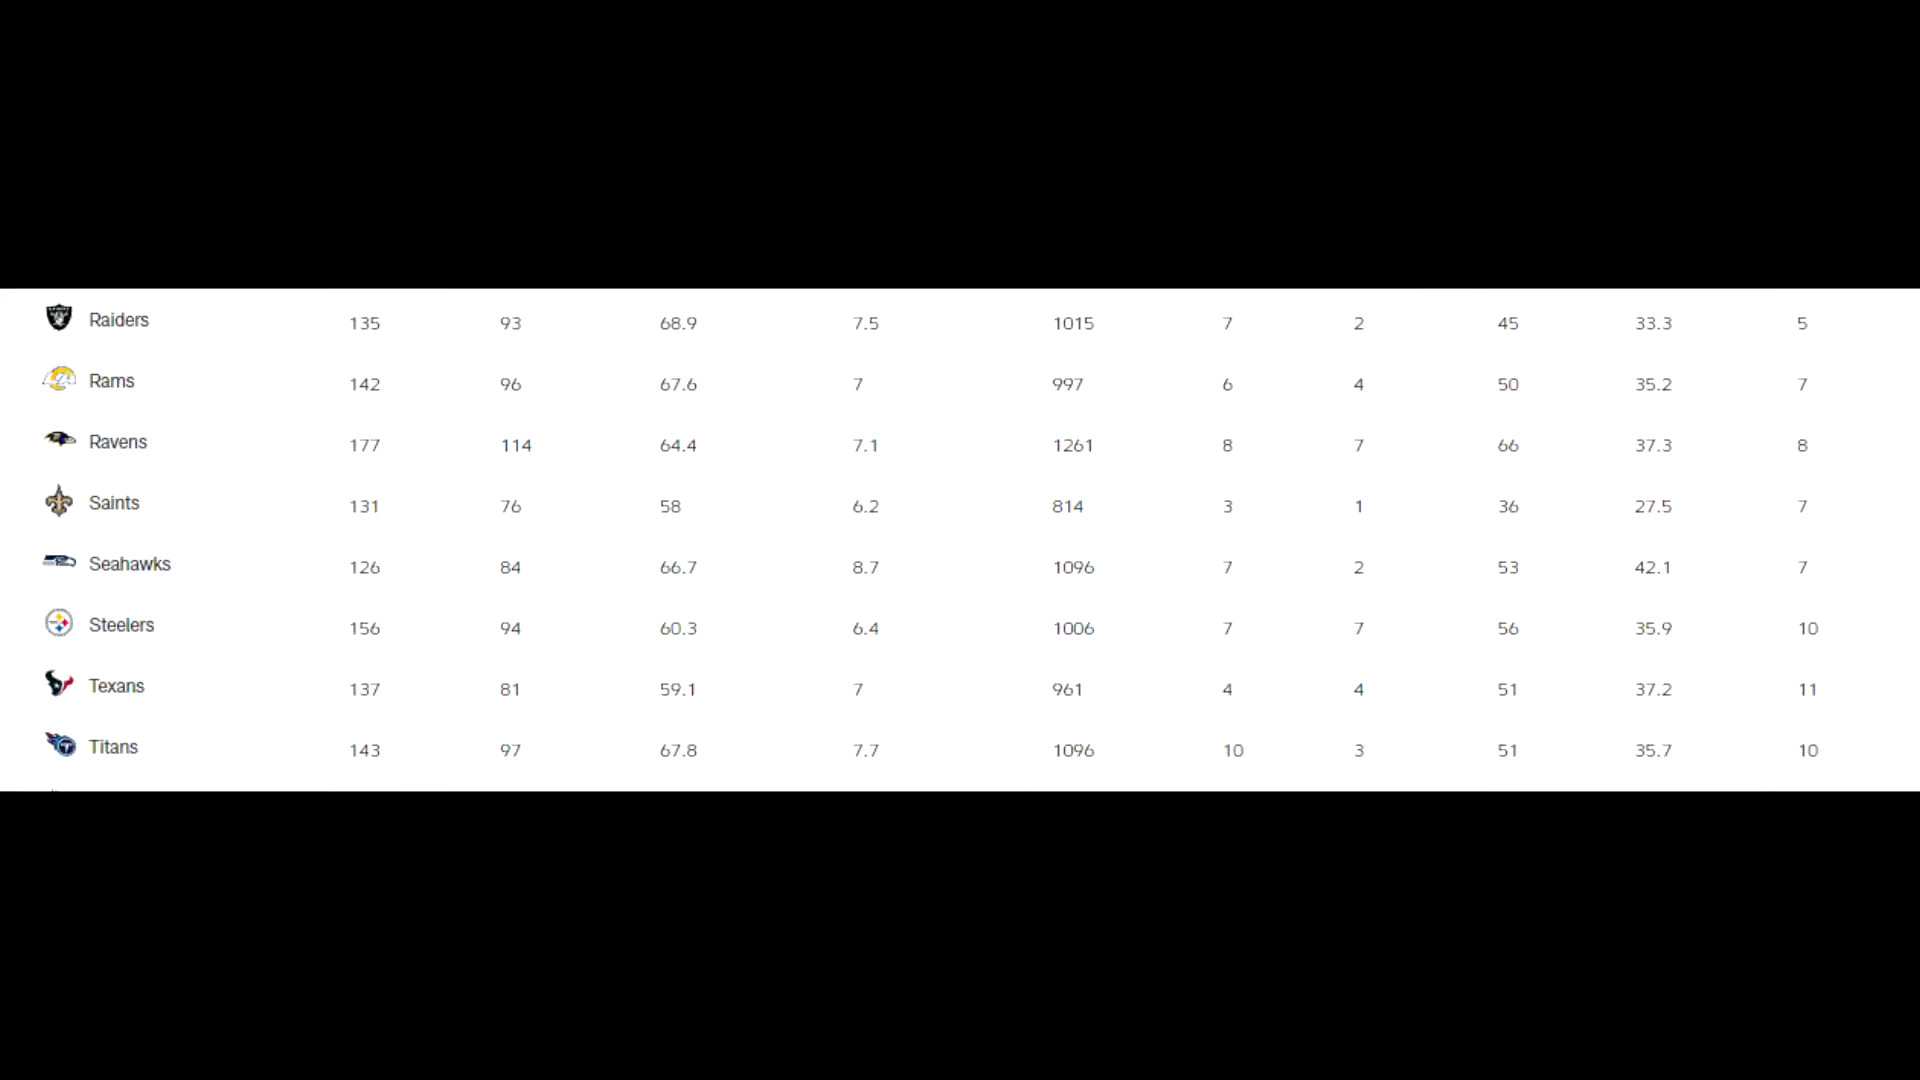 Raiders 135 93 68.9 7.5 1015 7 2 45 33.3 5
Rams 142 96 67.6 7 997 6 4 50 35.2 7
Ravens 177 114 64.4 7.1 1261 8 7 66 37.3 8
Saints 131 76 58 6.2 814 3 1 36 27.5 7
Seahawks 126 84 66.7 8.7 1096 7 2 53 42.1 7
Steelers 156 94 60.3 6.4 1006 7 7 56 35.9 10
Texans 137 81 59.1 7 961 4 4 51 37.2 11
Titans 143 97 67.8 7.7 1096 10 3 51 35.7 10